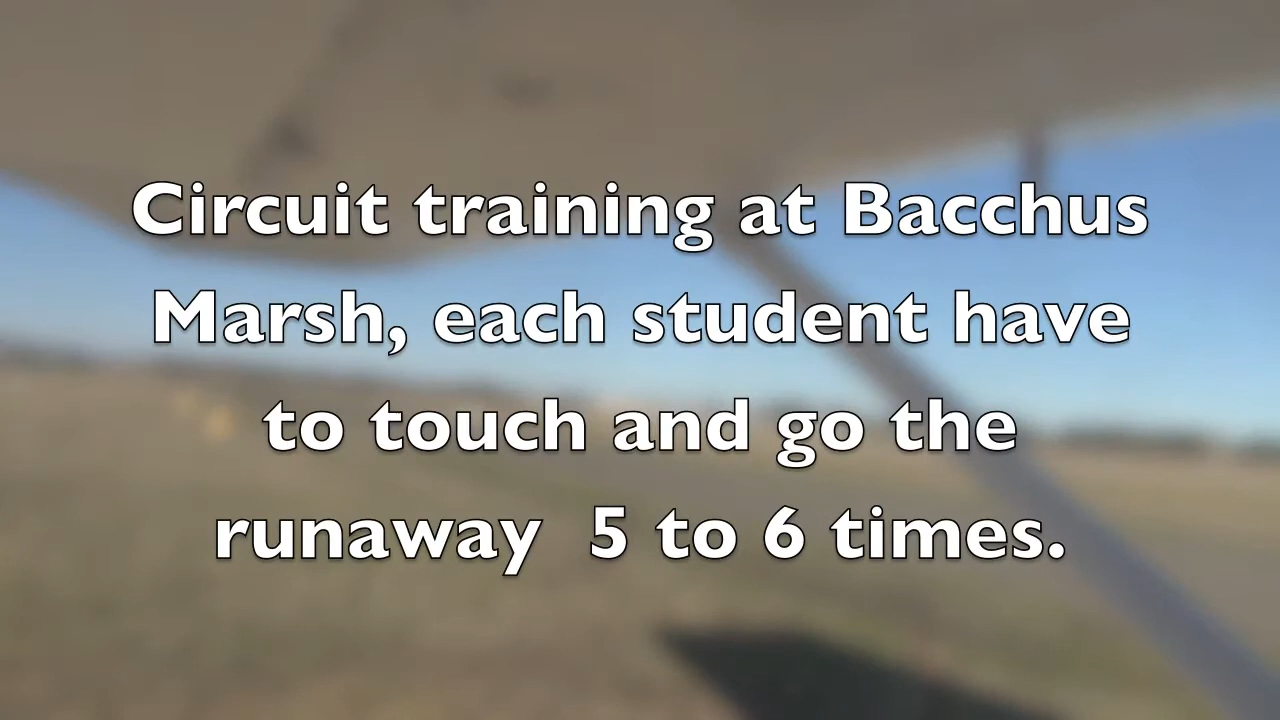 Circuit training at Bacchus
Marsh, each student have
to touch and go the
runaway  5 to 6 times.